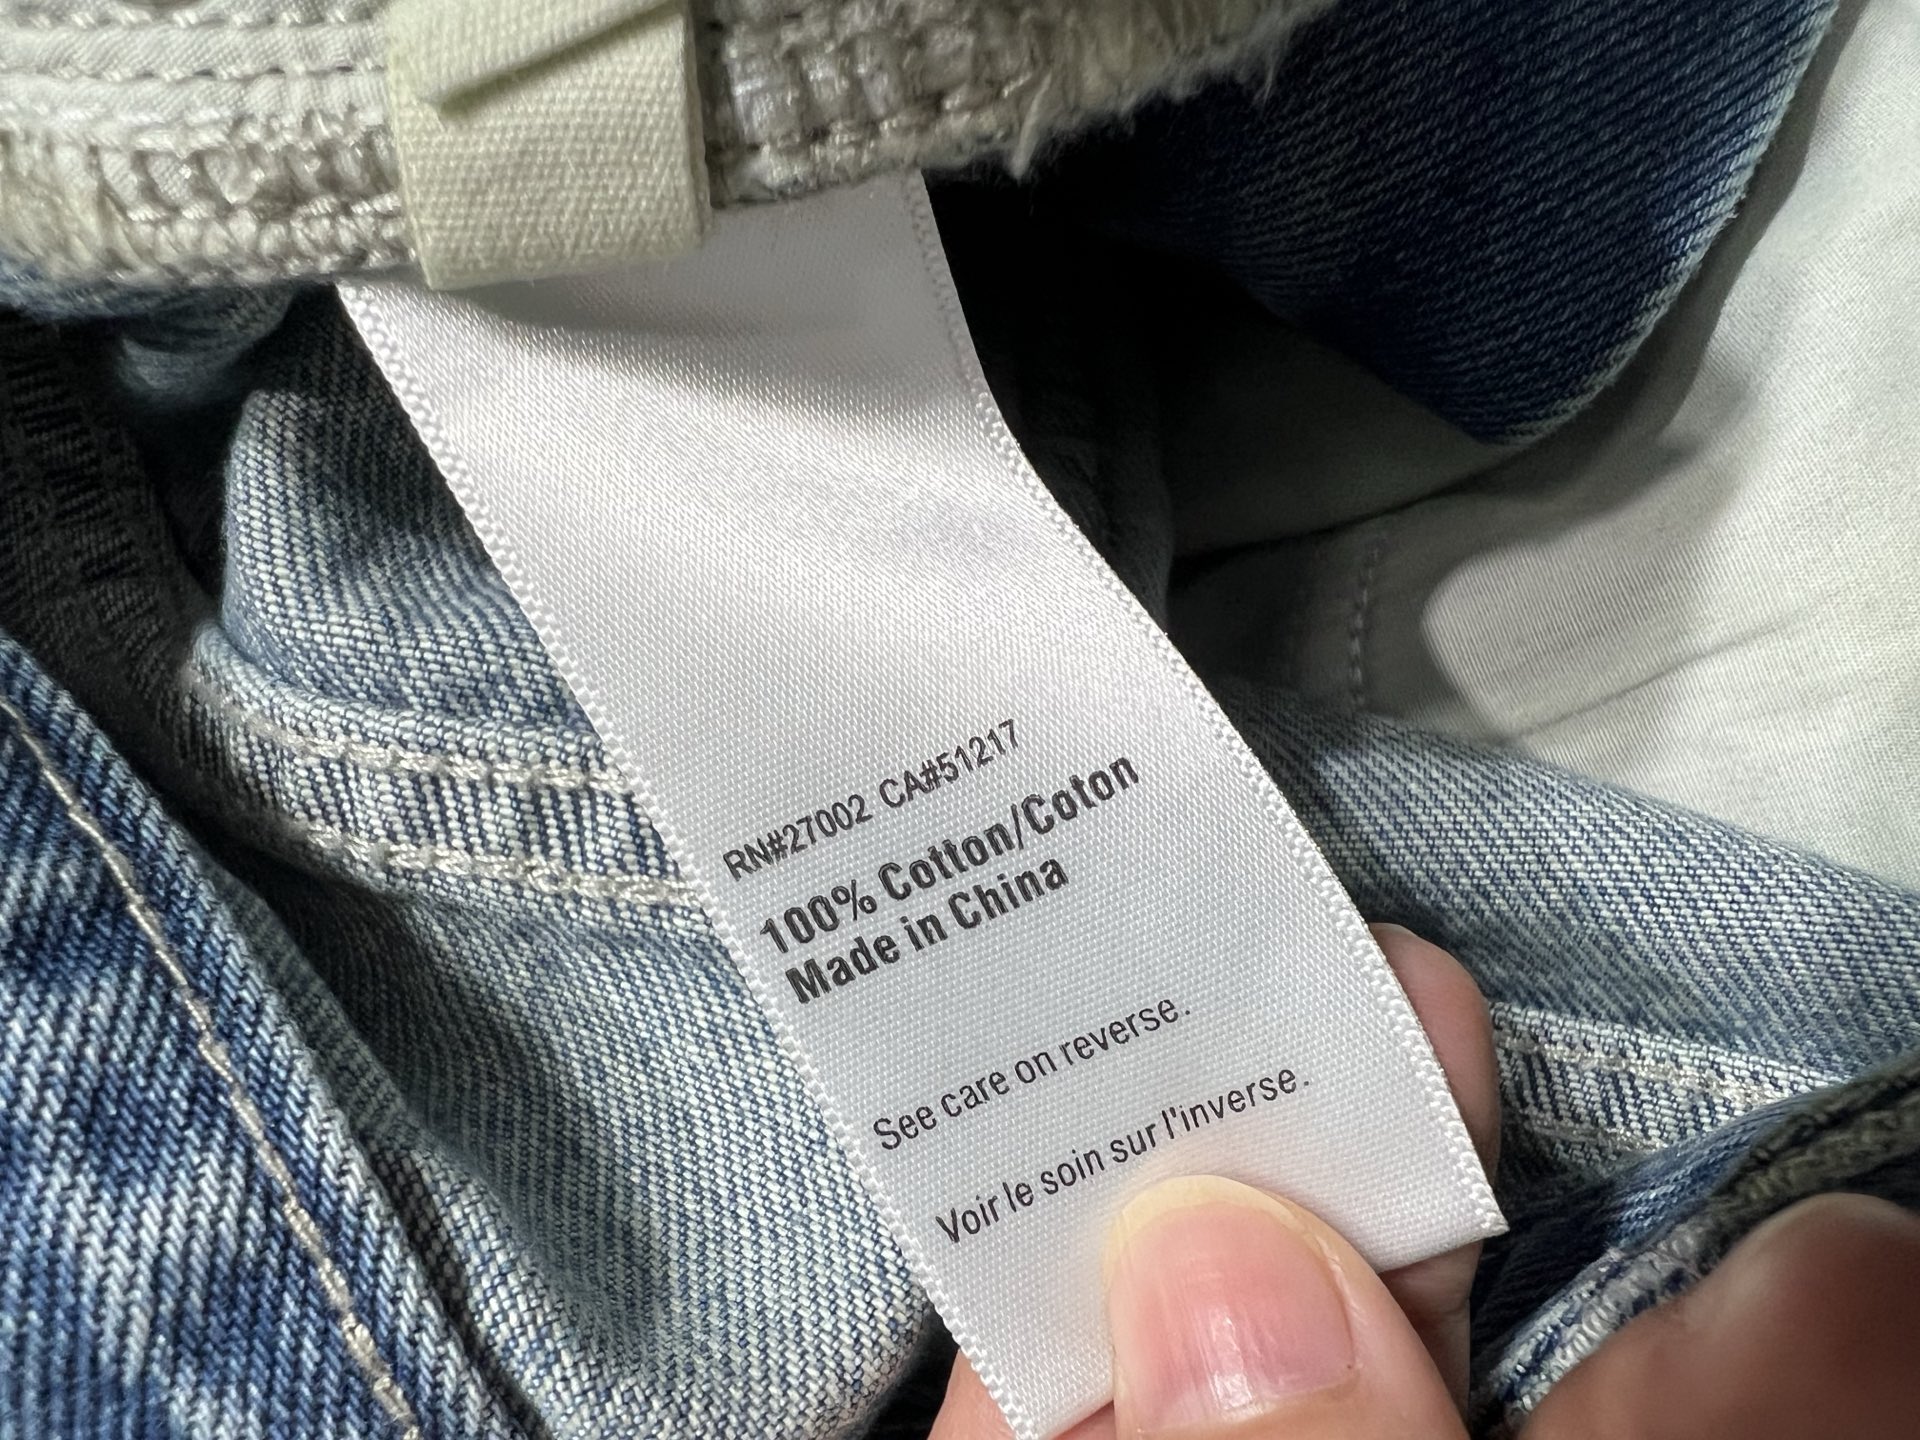 RN#27002 CA#51217
100% Cotton/Coton
Made in China
See care on reverse.
Voir le soin sur l'inverse.